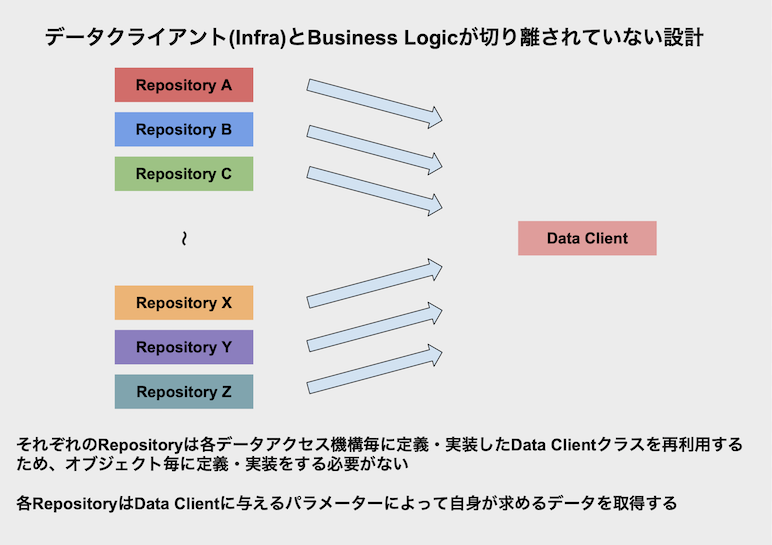 データクライアント(Infra)とBusiness Logicが切り離されていない設計
Repository A
Repository B
Repository C
~
Data Client
Repository X
Repository Y
Repository Z
それぞれのRepositoryは各データアクセス機構毎に定義・実装したData Clientクラスを再利用する
ため、オブジェクト毎に定義・実装をする必要がない
各RepositoryはData Clientに与えるパラメーターによって自身が求めるデータを取得する